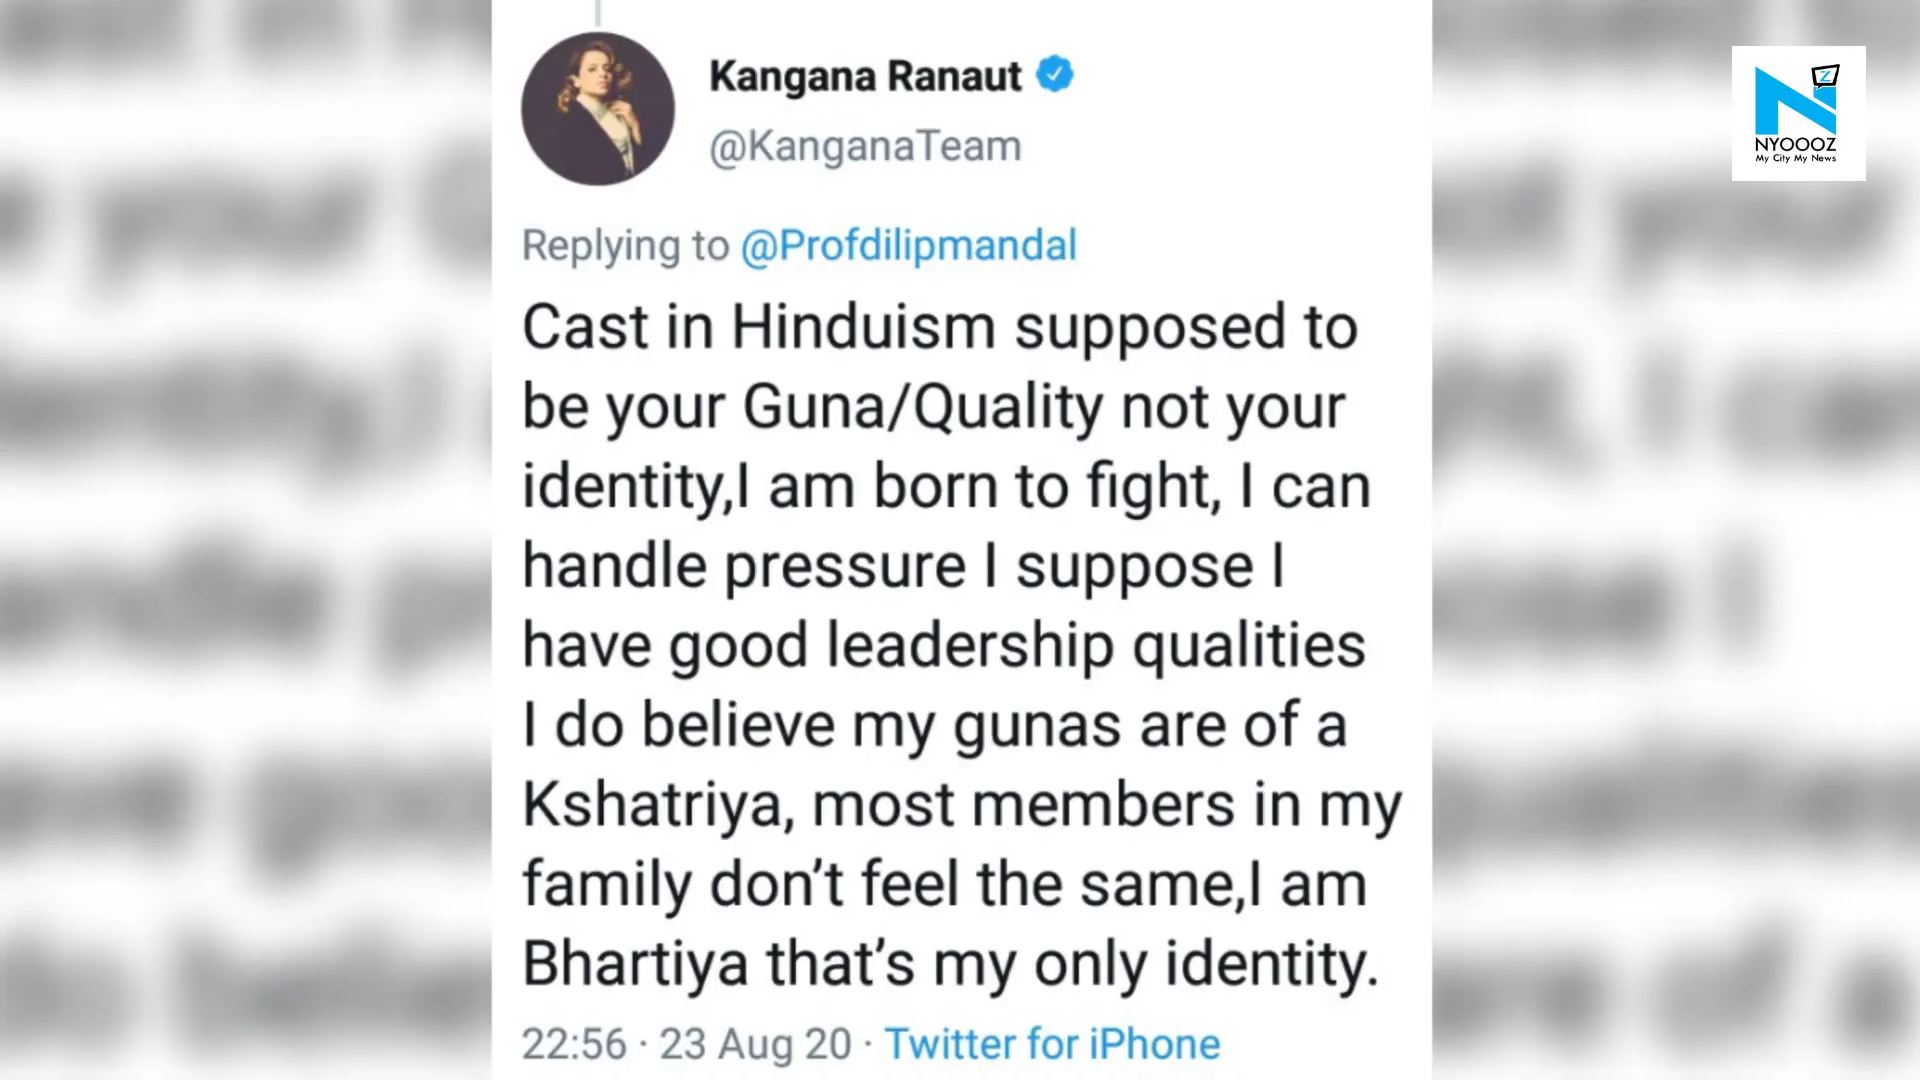 Kangana Ranaut
@KanganaTeam
Replying to @Profdilipmandal
Cast in Hinduism supposed to
be your Guna/Quality not your
identity,I am born to fight, I can
handle pressure I suppose I
have good leadership qualities
I do believe my gunas are of a
Kshatriya, most members in my
family don’t feel the same,I am
Bhartiya that’s my only identity.
22:56 · 23 Aug 20 · Twitter for iPhone
Z
NYOOOZ
My City My News